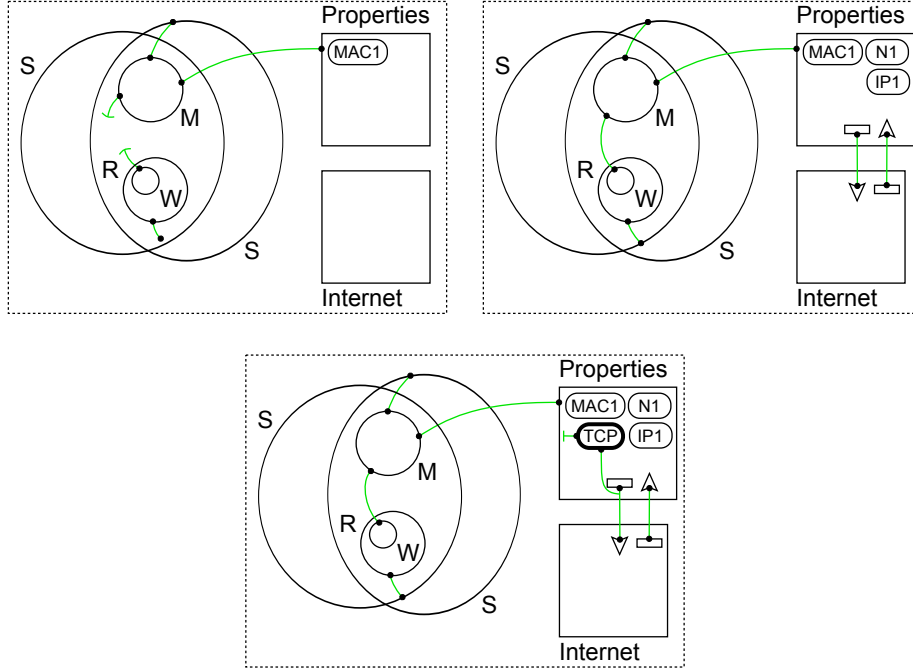 Properties
S
MAC1
M
R
W
S
Internet
Properties
MAC1 N1
S
IP1
M
R
W
S
Internet
Properties
MAC1 N1
S
TCP IP1
M
R
W
S
Internet